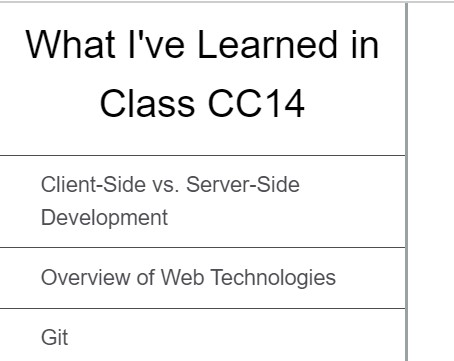 What I've Learned in
Class CC14
Client-Side vs. Server-Side
Development
Overview of Web Technologies
Git